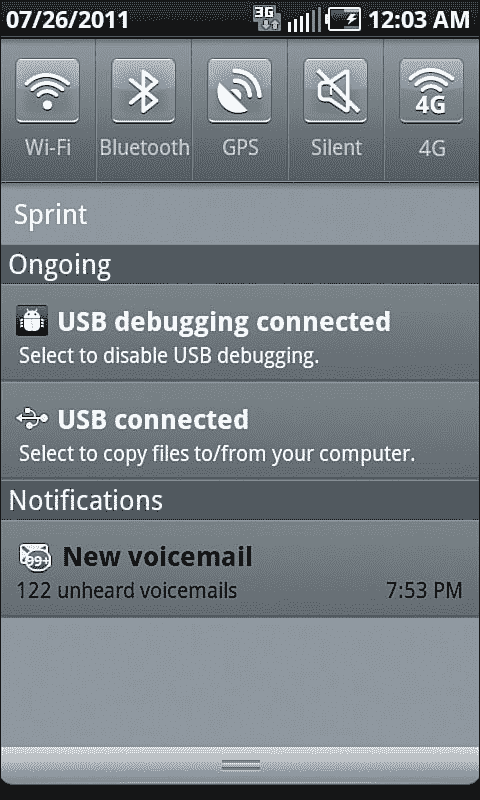 07/26/2011 3G 12:03 AM
4G
Wi-Fi Bluetooth GPS Silent 4G
Sprint
Ongoing
USB debugging connected
Select to disable USB debugging.
USB connected
Select to copy files to/from your computer.
Notifications
99+ New voicemail
122 unheard voicemails 7:53 PM